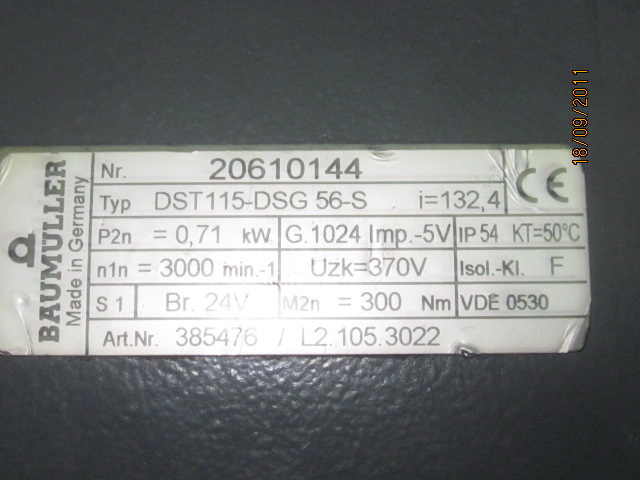 BAUMÜLLER
Made in Germany
Nr. 20610144
Typ DST115-DSG 56-S i=132,4 CE
P2n = 0,71 kW G.1024 Imp.-5V IP 54 KT=50°C
n1n = 3000 min.-1 Uzk=370V Isol.-Kl. F
S 1 Br. 24V M2n = 300 Nm VDE 0530
Art.Nr. 385476 / L2.105.3022
18/09/2011